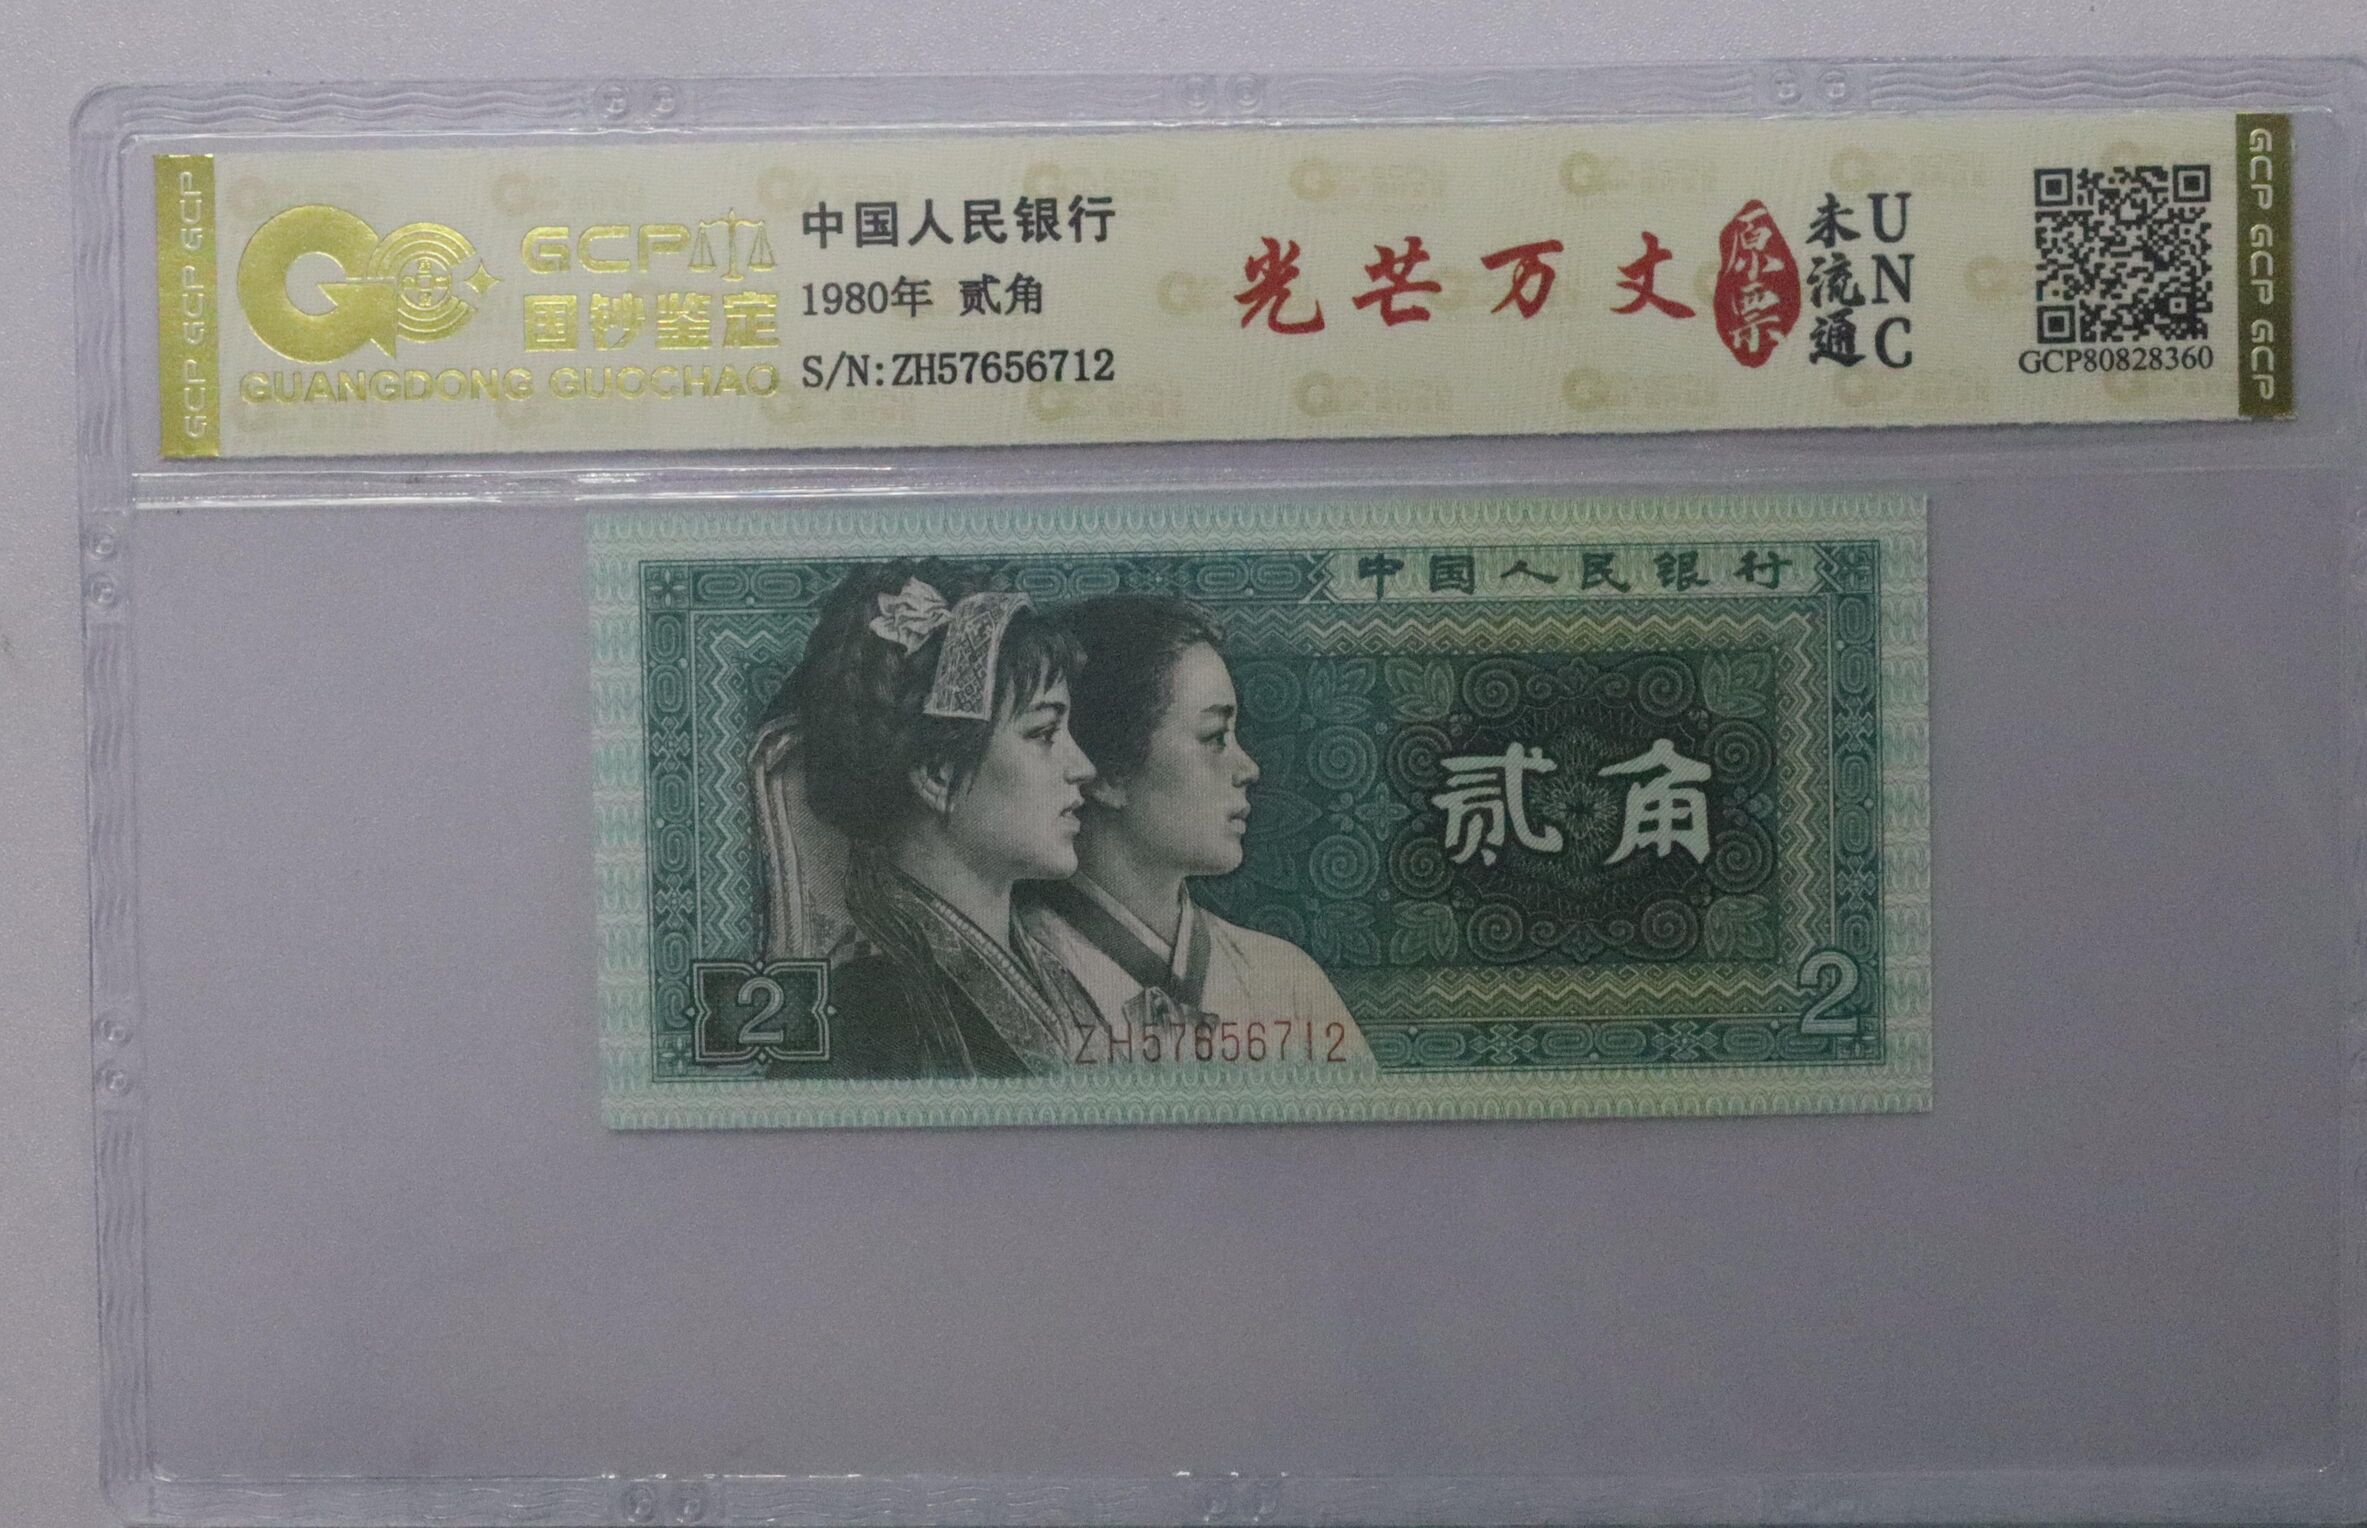 GCP GCP GCP
GCP
国钞鉴定
GUANGDONG GUOCHAO
中国人民银行
1980年 贰角
S/N:ZH57656712
光芒万丈
原票
未流通
UNC
GCP80828360
GCP GCP GCP
中国人民银行
贰角
2
2
ZH57656712